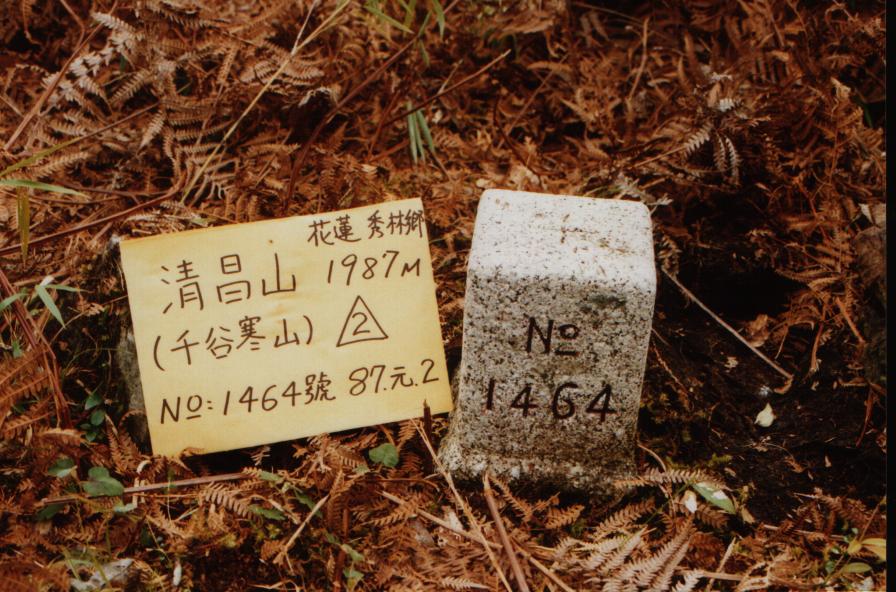 花蓮 秀林鄉
清昌山 1987M
(千谷寒山) 2
No:1464號 87.元.2
No
1464